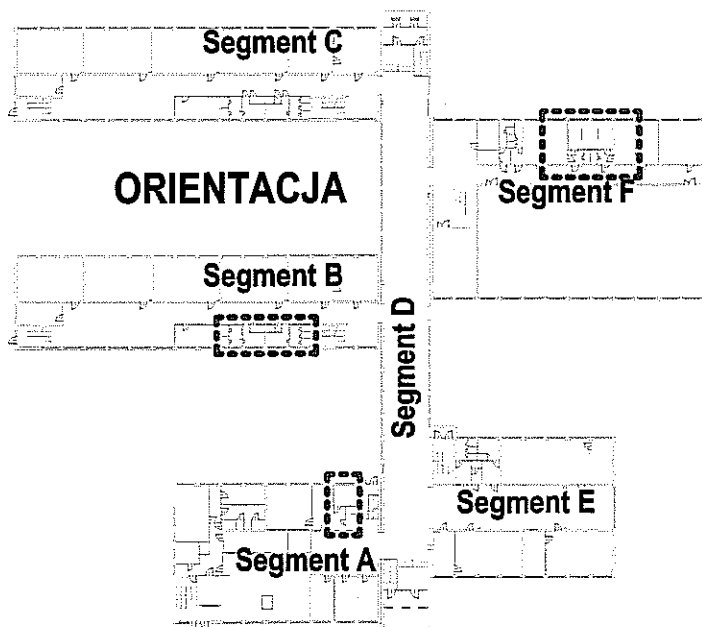 Segment C
ORIENTACJA
Segment F
Segment B
Segment D
Segment E
Segment A